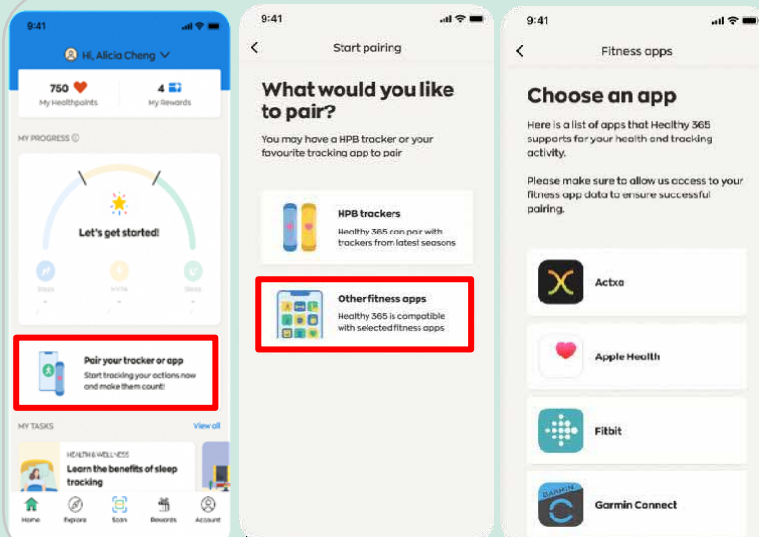 9:41
Hi, Alicia Cheng
750
My Healthpoints
4
My Rewards
MY PROGRESS
Let's get started!
Steps
MVPA
Sleep
Pair your tracker or app
Start tracking your actions now
and make them count!
MY TASKS
View all
HEALTH & WELLNESS
Learn the benefits of sleep
tracking
Home
Explore
Scan
Rewards
Account
9:41
Start pairing
What would you like
to pair?
You may have a HPB tracker or your
favourite tracking app to pair
HPB trackers
Healthy 365 can pair with
trackers from latest seasons
Other fitness apps
Healthy 365 is compatible
with selected fitness apps
9:41
Fitness apps
Choose an app
Here is a list of apps that Healthy 365
supports for your health and tracking
activity.
Please make sure to allow us access to your
fitness app data to ensure successful
pairing.
Actxa
Apple Health
Fitbit
GARMIN
Garmin Connect